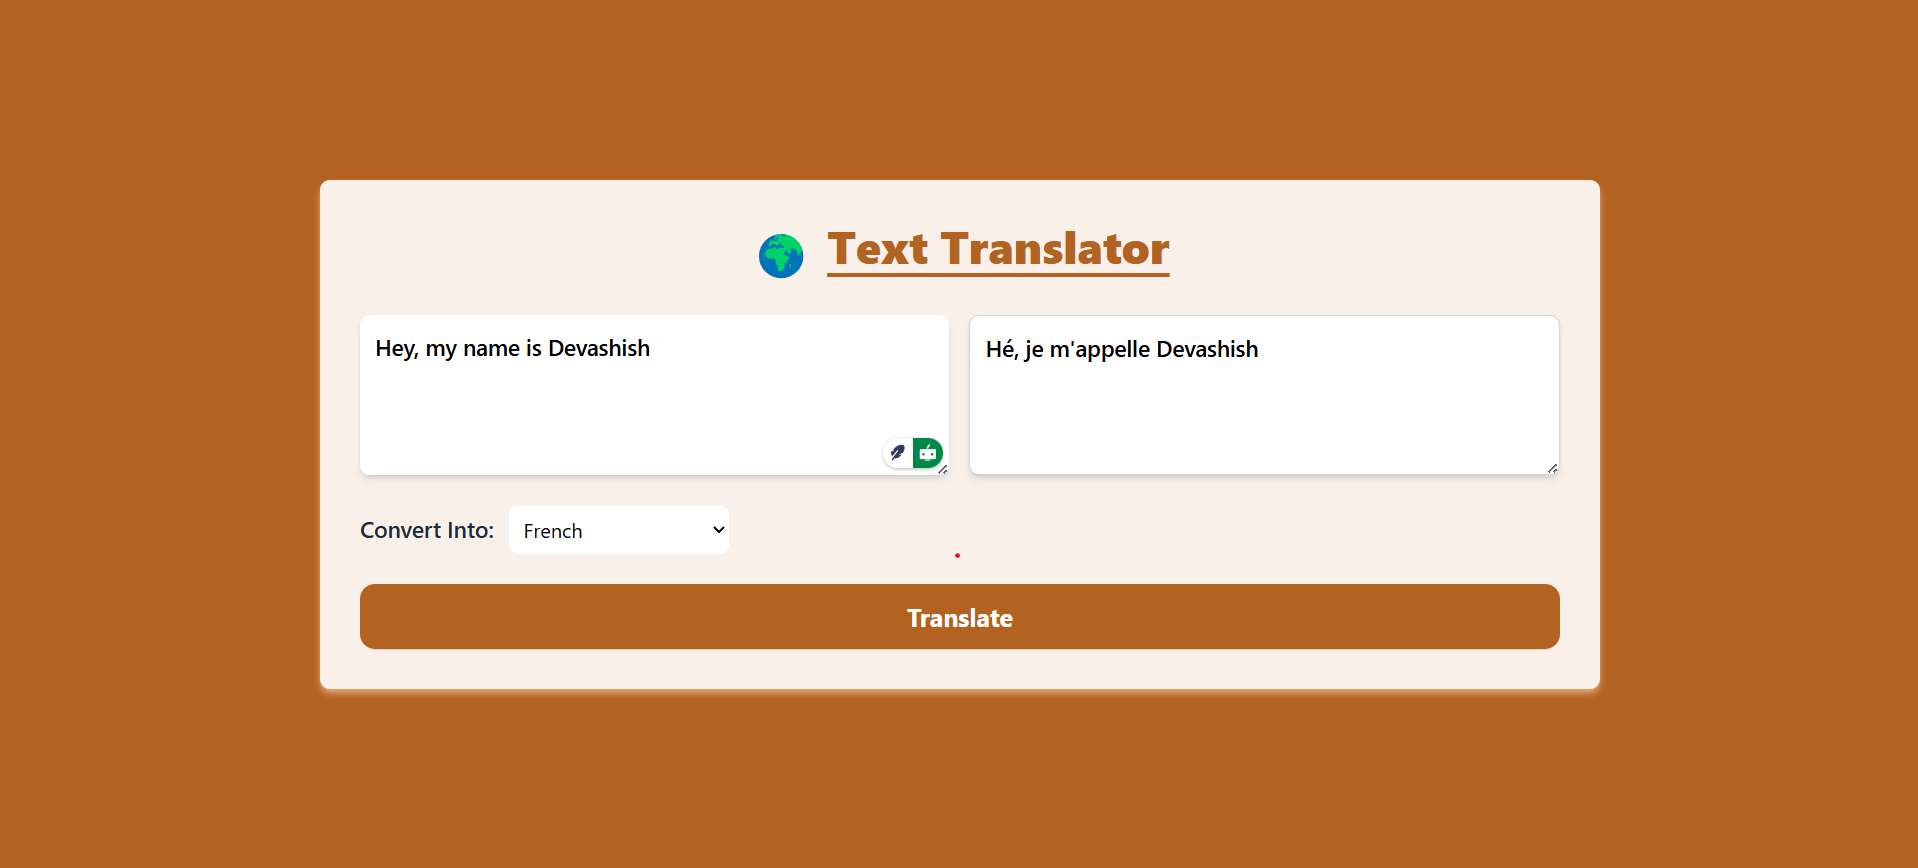 Text Translator
Hey, my name is Devashish
Hé, je m'appelle Devashish
Convert Into: French
Translate